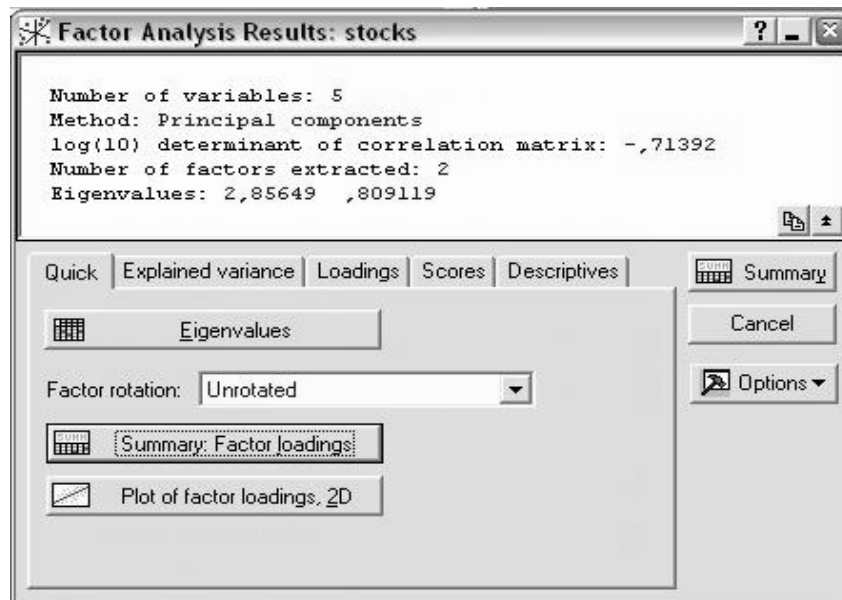 Factor Analysis Results: stocks
Number of variables: 5
Method: Principal components
log(10) determinant of correlation matrix: -,71392
Number of factors extracted: 2
Eigenvalues: 2,85649 ,809119
Quick Explained variance Loadings Scores Descriptives
Eigenvalues
Factor rotation: Unrotated
Summary: Factor loadings
Plot of factor loadings, 2D
Summary
Cancel
Options